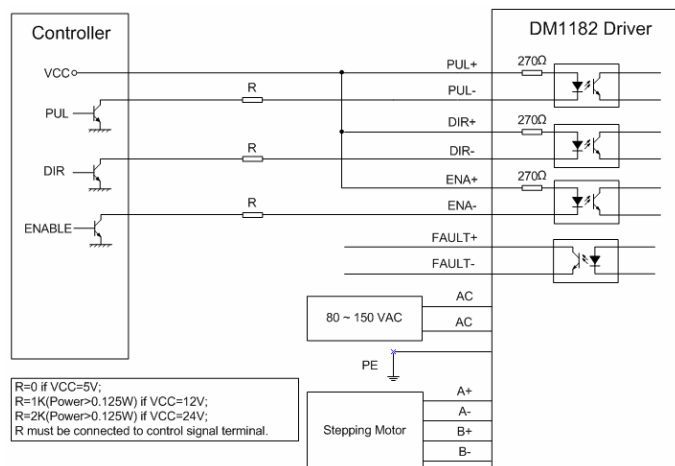 Controller
DM1182 Driver
VCC
PUL+
270Ω
R
PUL-
PUL
DIR+
270Ω
R
DIR-
DIR
ENA+
270Ω
R
ENA-
ENABLE
FAULT+
FAULT-
80 ~ 150 VAC
AC
AC
PE
R=0 if VCC=5V;
R=1K(Power>0.125W) if VCC=12V;
R=2K(Power>0.125W) if VCC=24V;
R must be connected to control signal terminal.
Stepping Motor
A+
A-
B+
B-